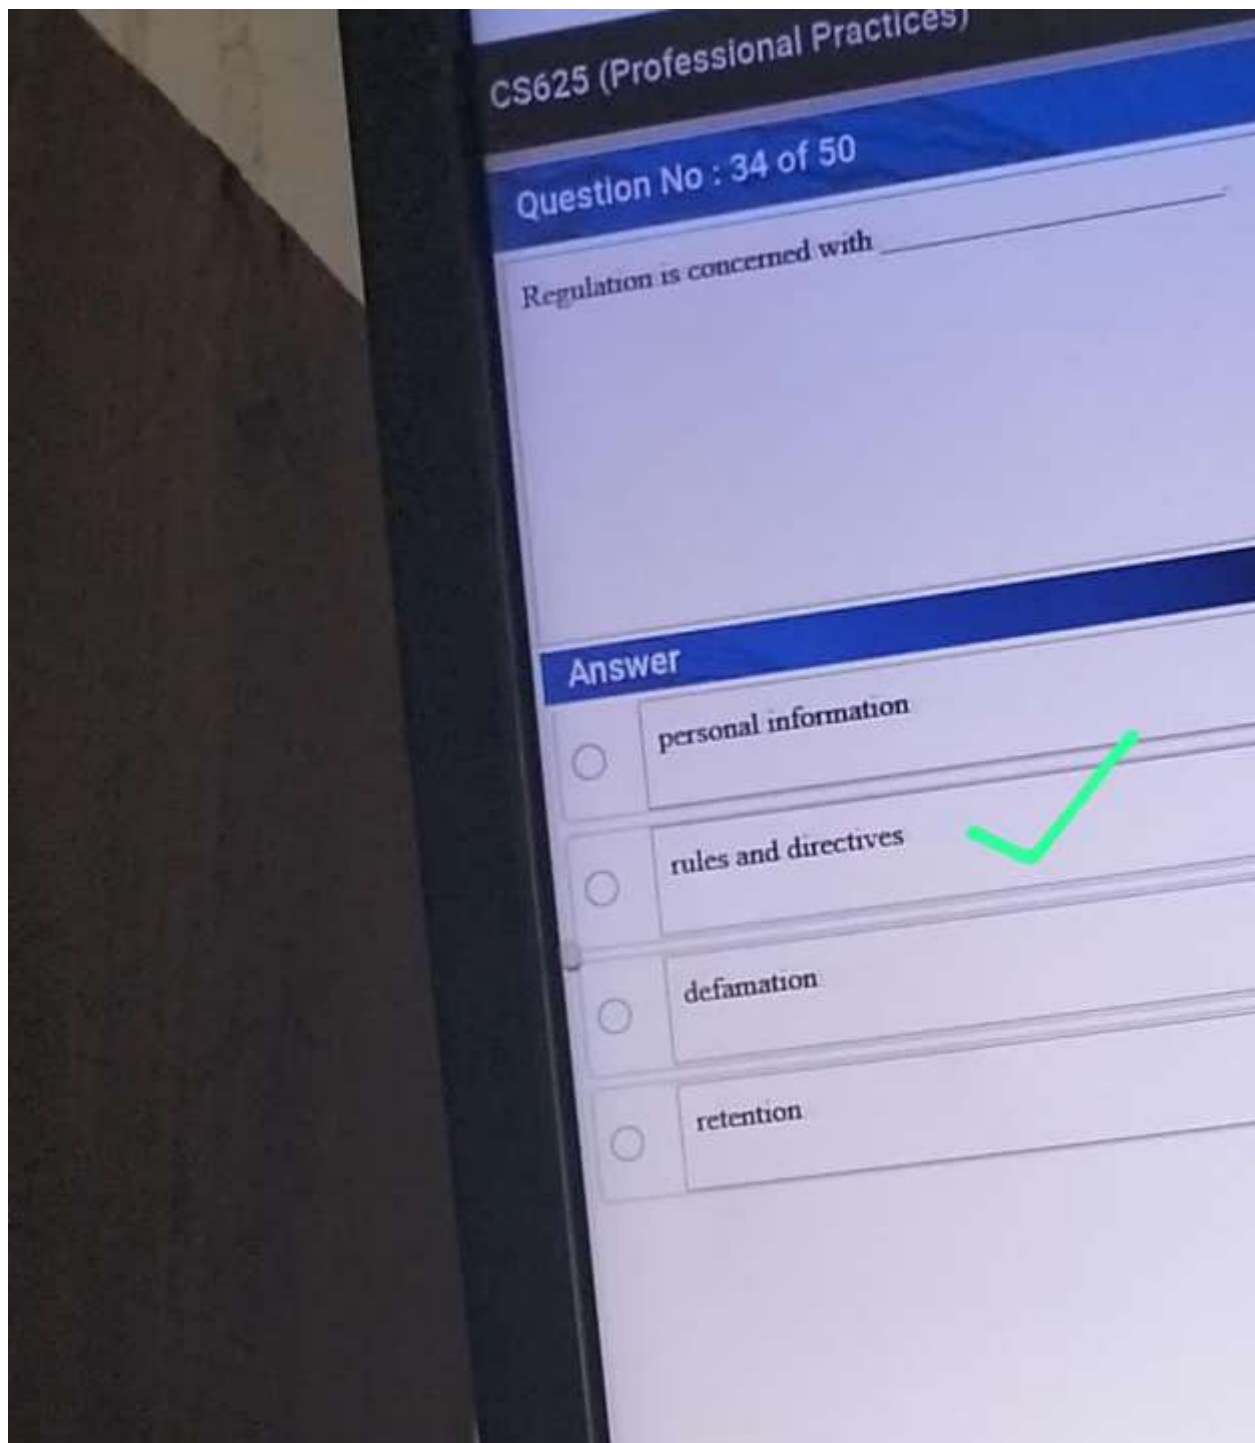 CS625 (Professional Practices)
Question No : 34 of 50
Regulation is concerned with ____________________
Answer
personal information
rules and directives
defamation
retention